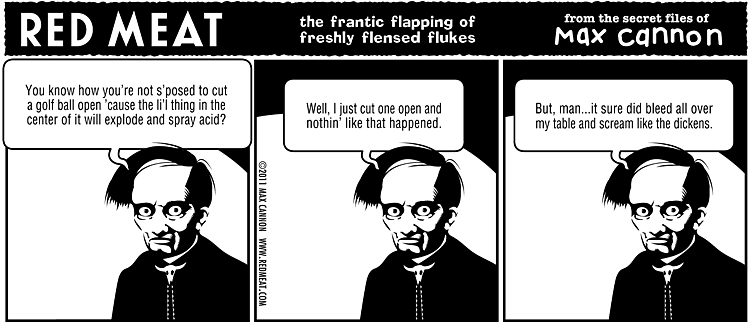 RED MEAT
the frantic flapping of
freshly flensed flukes
from the secret files of
Max cannon
You know how you're not s'posed to cut
a golf ball open 'cause the li'l thing in the
center of it will explode and spray acid?
Well, I just cut one open and
nothin' like that happened.
But, man...it sure did bleed all over
my table and scream like the dickens.
©2011 MAX CANNON WWW.REDMEAT.COM